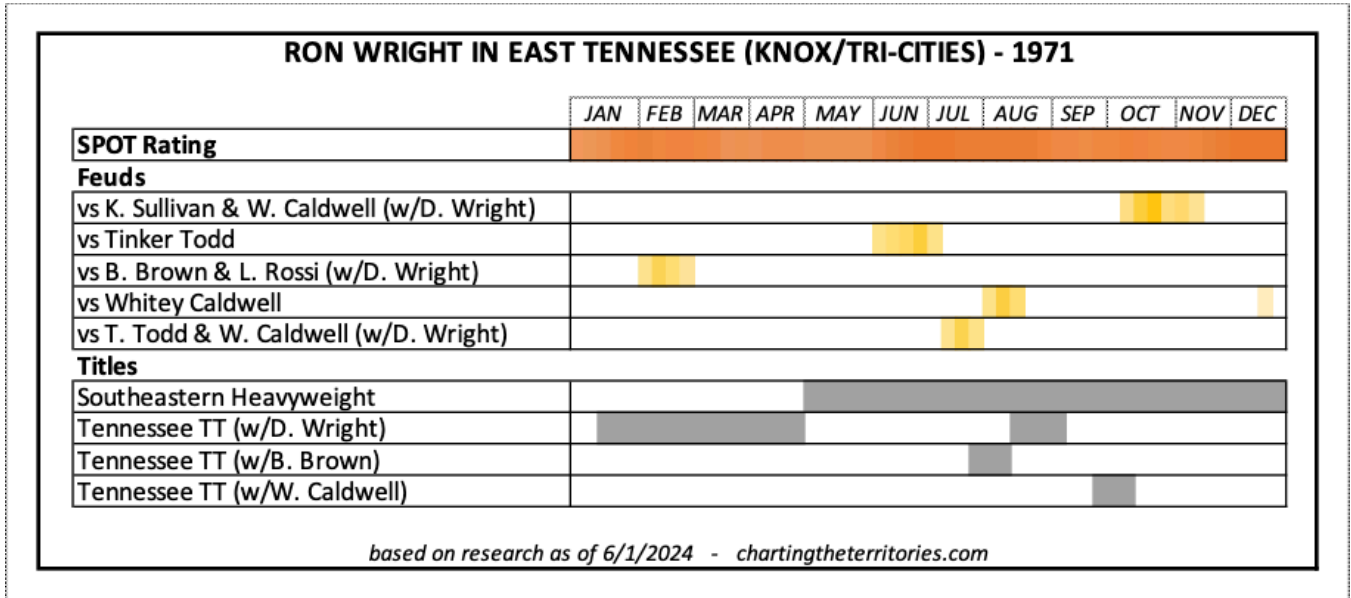 RON WRIGHT IN EAST TENNESSEE (KNOX/TRI-CITIES) - 1971
JAN FEB MAR APR MAY JUN JUL AUG SEP OCT NOV DEC
SPOT Rating
Feuds
vs K. Sullivan & W. Caldwell (w/D. Wright)
vs Tinker Todd
vs B. Brown & L. Rossi (w/D. Wright)
vs Whitey Caldwell
vs T. Todd & W. Caldwell (w/D. Wright)
Titles
Southeastern Heavyweight
Tennessee TT (w/D. Wright)
Tennessee TT (w/B. Brown)
Tennessee TT (w/W. Caldwell)
based on research as of 6/1/2024 - chartingtheterritories.com